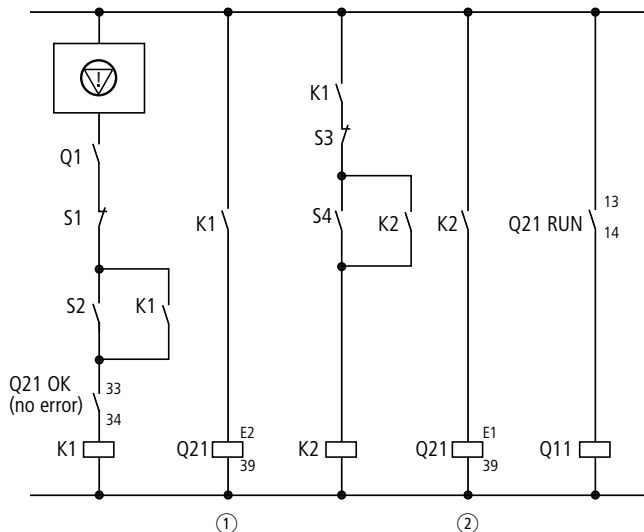 !
K1
S3
Q1
S1
K1
S4
K2
K2
Q21 RUN
13
14
S2
K1
Q21 OK
(no error)
33
34
K1
Q21
E2
39
K2
Q21
E1
39
Q11
①
②